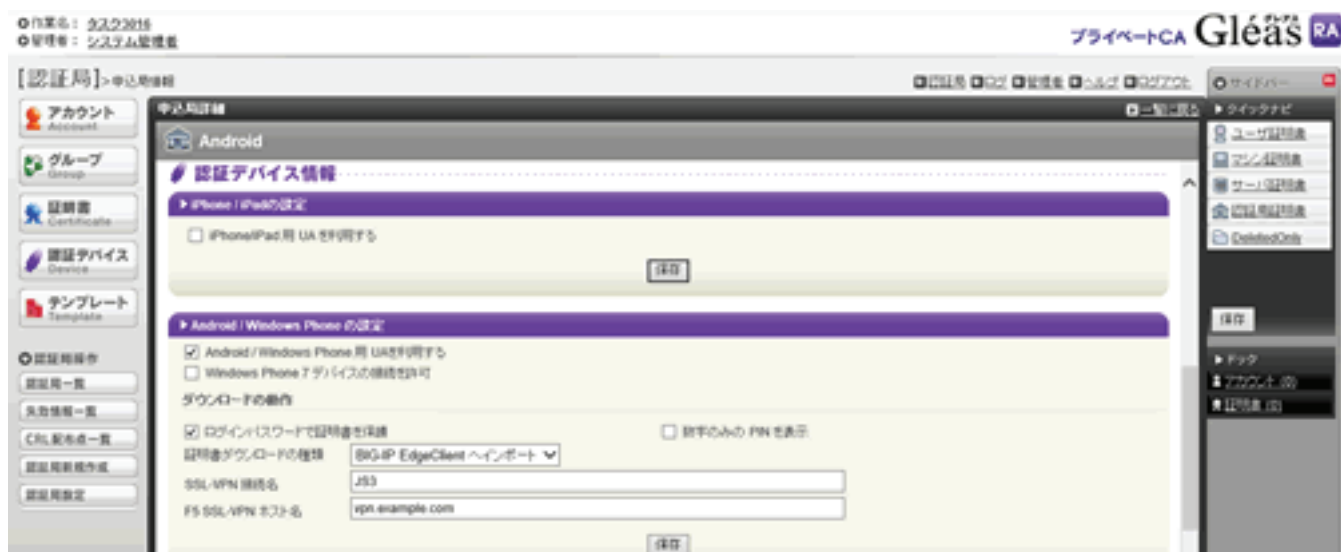 作業名： タスク3016
管理者： システム管理者
プライベートCA Gléas RA
[認証局]>申込局情報
認証局 ログ 管理者 ヘルプ ログアウト
サイドバー
アカウント
Account
グループ
Group
証明書
Certificate
認証デバイス
Device
テンプレート
Template
認証局操作
認証局一覧
失効情報一覧
CRL配布点一覧
認証局新規作成
認証局設定
申込局詳細
一覧に戻る
Android
認証デバイス情報
iPhone / iPadの設定
iPhone/iPad 用 UA を利用する
保存
Android / Windows Phone の設定
Android / Windows Phone 用 UAを利用する
Windows Phone 7 デバイスの接続を許可
ダウンロードの動作
ログインパスワードで証明書を保護
数字のみの PIN を表示
証明書ダウンロードの種類
BIG-IP EdgeClient へインポート
SSL-VPN 接続名
JS3
F5 SSL-VPN ホスト名
vpn.example.com
保存
クイックナビ
ユーザ証明書
マシン証明書
サーバ証明書
認証局証明書
DeletedOnly
保存
ドック
アカウント (0)
証明書 (0)